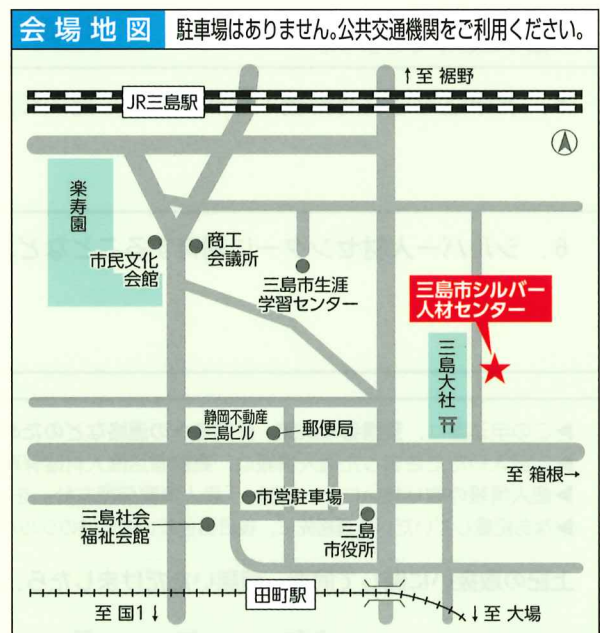 会場地図 駐車場はありません。公共交通機関をご利用ください。
↑至 裾野
JR三島駅
楽寿園
市民文化
会館
商工
会議所
三島市生涯
学習センター
三島市シルバー
人材センター
三島大社
静岡不動産
三島ビル
郵便局
至 箱根→
市営駐車場
三島社会
福祉会館
三島
市役所
田町駅
至 国1↓
↓至 大場